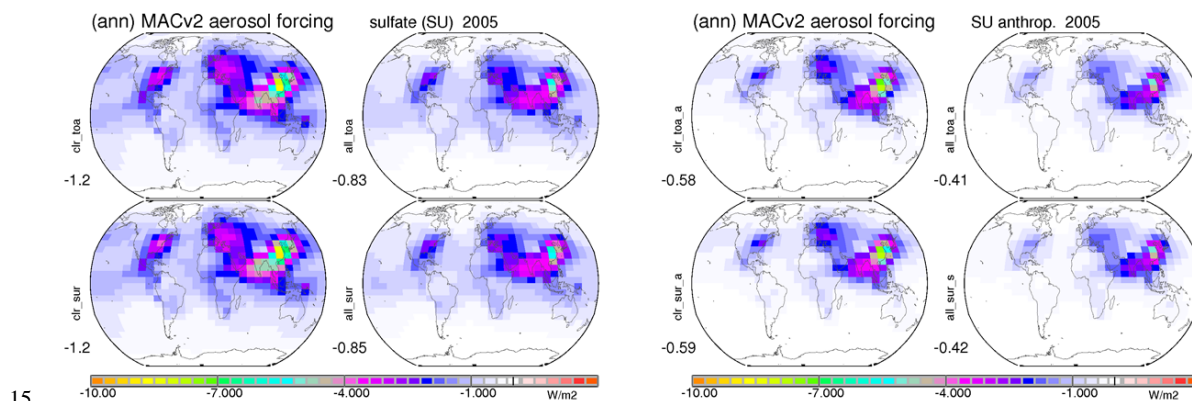 (ann) MACv2 aerosol forcing sulfate (SU) 2005
clr_toa
-1.2
all_toa
-0.83
clr_sur
-1.2
all_sur
-0.85
-10.00 -7.000 -4.000 -1.000 W/m2
(ann) MACv2 aerosol forcing SU anthrop. 2005
clr_toa_a
-0.58
all_toa_a
-0.41
clr_sur_a
-0.59
all_sur_s
-0.42
-10.00 -7.000 -4.000 -1.000 W/m2
15